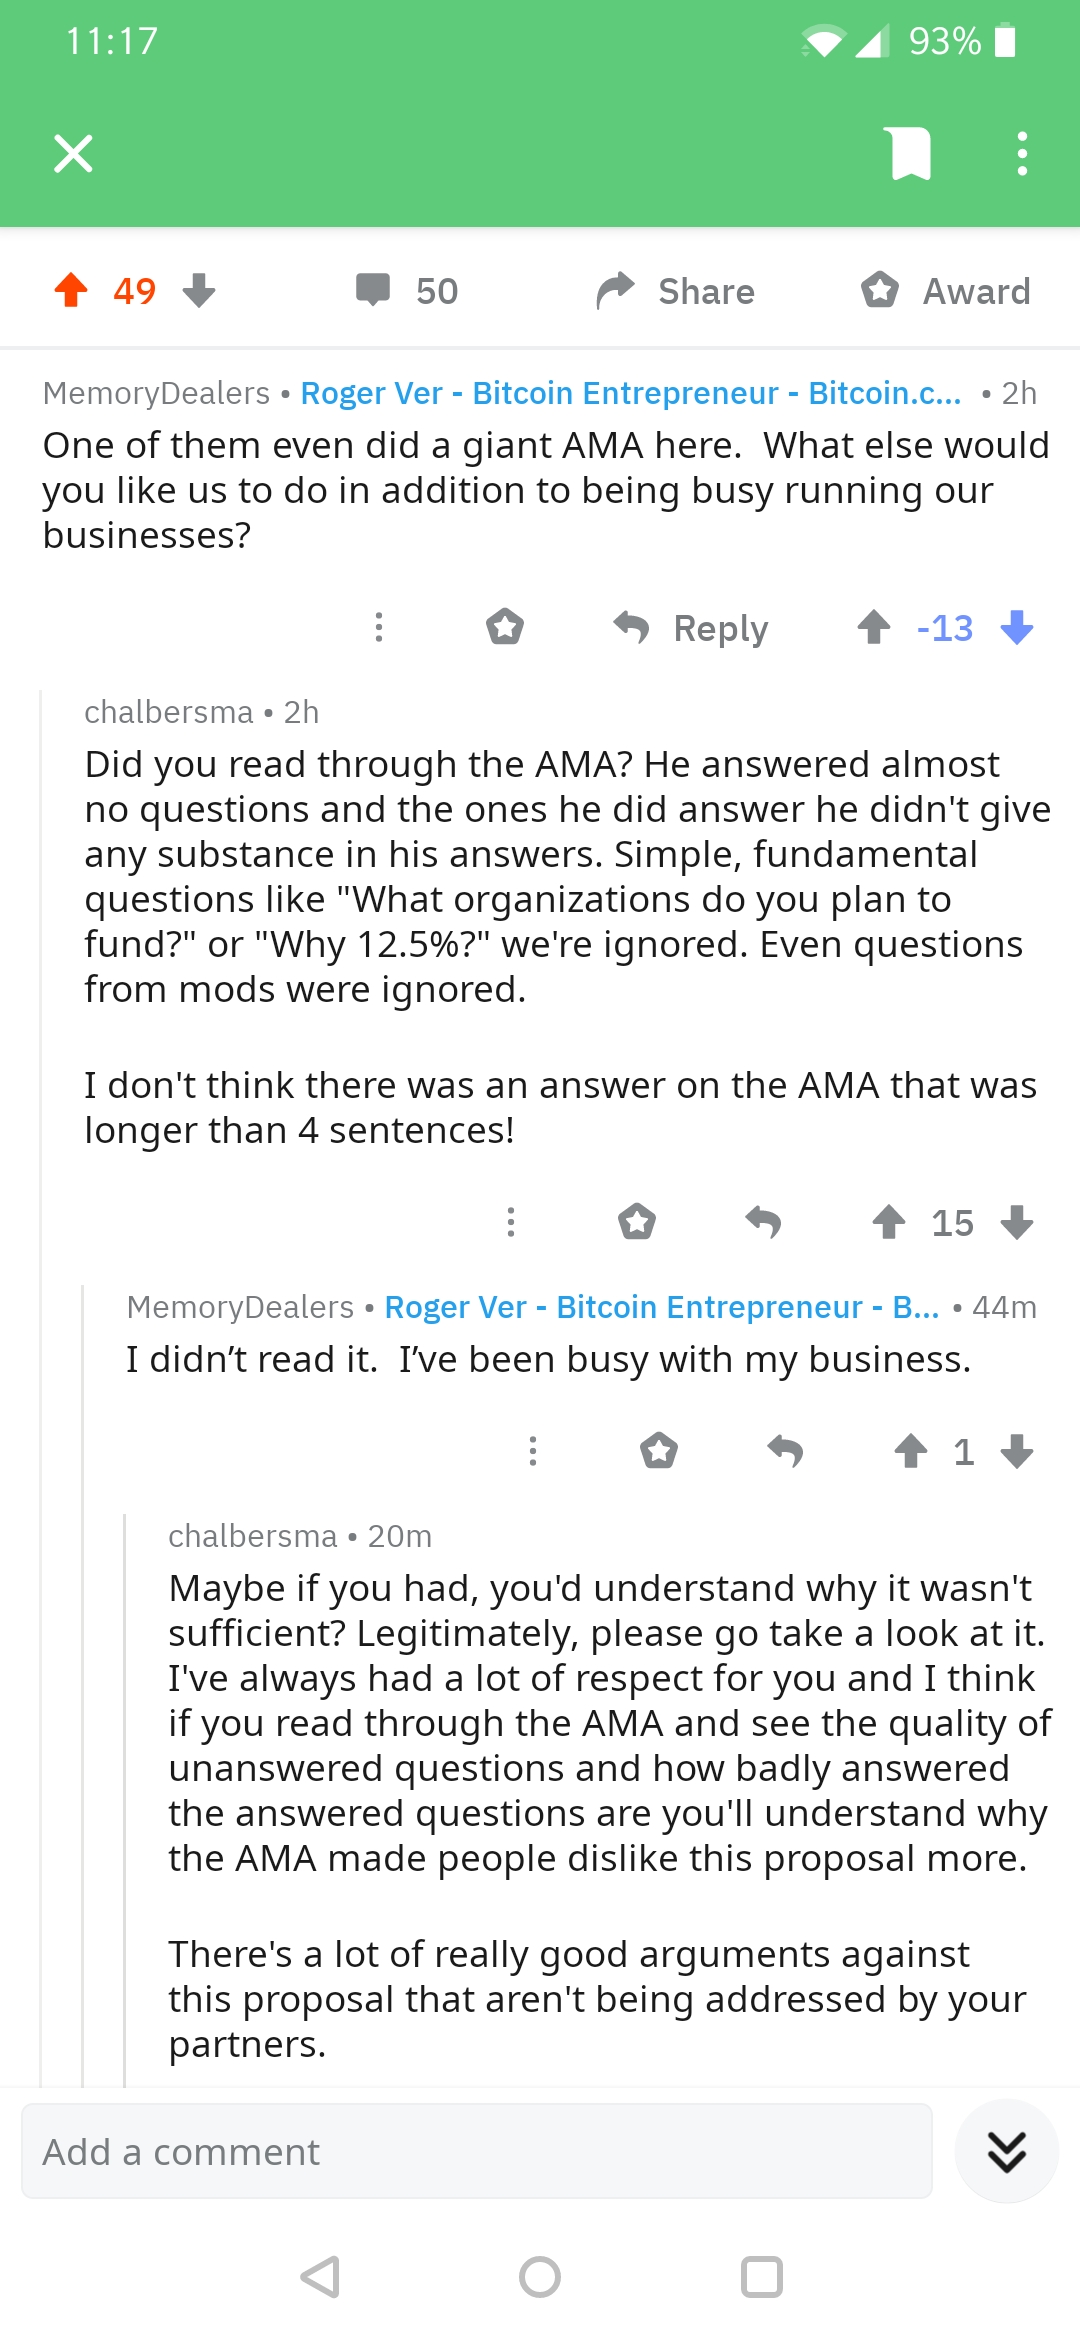 11:17
93%
49
50
Share
Award
MemoryDealers • Roger Ver - Bitcoin Entrepreneur - Bitcoin.c... • 2h
One of them even did a giant AMA here.  What else would
you like us to do in addition to being busy running our
businesses?
Reply
-13
chalbersma • 2h
Did you read through the AMA? He answered almost
no questions and the ones he did answer he didn't give
any substance in his answers. Simple, fundamental
questions like "What organizations do you plan to
fund?" or "Why 12.5%?" we're ignored. Even questions
from mods were ignored.
I don't think there was an answer on the AMA that was
longer than 4 sentences!
15
MemoryDealers • Roger Ver - Bitcoin Entrepreneur - B... • 44m
I didn’t read it.  I’ve been busy with my business.
1
chalbersma • 20m
Maybe if you had, you'd understand why it wasn't
sufficient? Legitimately, please go take a look at it.
I've always had a lot of respect for you and I think
if you read through the AMA and see the quality of
unanswered questions and how badly answered
the answered questions are you'll understand why
the AMA made people dislike this proposal more.
There's a lot of really good arguments against
this proposal that aren't being addressed by your
partners.
Add a comment